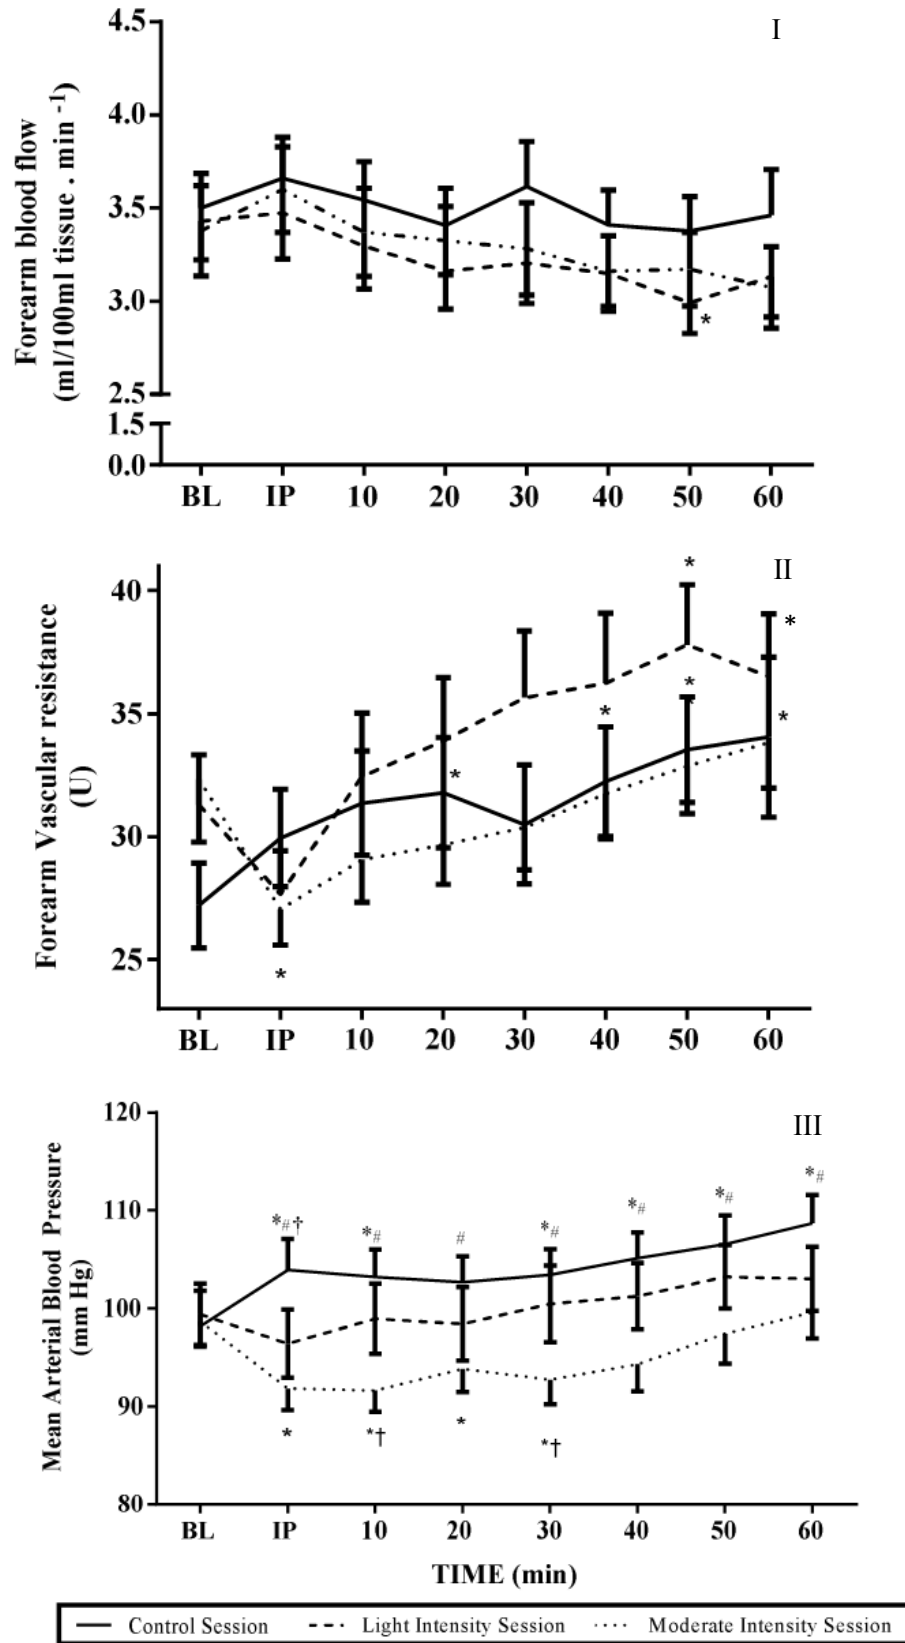 I
Forearm blood flow
(ml/100ml tissue . min -1)
4.5
4.0
3.5
3.0
2.5
1.5
0.0
*
BL IP 10 20 30 40 50 60
II
Forearm Vascular resistance
(U)
40
35
30
25
* * * * * * *
BL IP 10 20 30 40 50 60
III
Mean Arterial Blood Pressure
(mm Hg)
120
110
100
90
80
*#† *# # *# *# *# *#
* *† * *†
BL IP 10 20 30 40 50 60
TIME (min)
Control Session Light Intensity Session Moderate Intensity Session